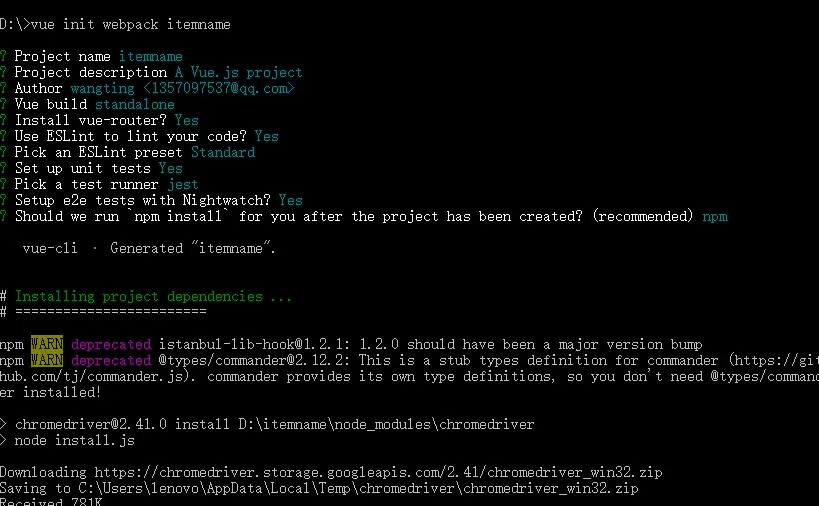 D:\>vue init webpack itemname
? Project name itemname
? Project description A Vue.js project
? Author wangting <1357097537@qq.com>
? Vue build standalone
? Install vue-router? Yes
? Use ESLint to lint your code? Yes
? Pick an ESLint preset Standard
? Set up unit tests Yes
? Pick a test runner jest
? Setup e2e tests with Nightwatch? Yes
? Should we run `npm install` for you after the project has been created? (recommended) npm
vue-cli · Generated "itemname".
# Installing project dependencies ...
# ========================
npm WARN deprecated istanbul-lib-hook@1.2.1: 1.2.0 should have been a major version bump
npm WARN deprecated @types/commander@2.12.2: This is a stub types definition for commander (https://git
hub.com/tj/commander.js). commander provides its own type definitions, so you don't need @types/command
er installed!
> chromedriver@2.41.0 install D:\itemname\node_modules\chromedriver
> node install.js
Downloading https://chromedriver.storage.googleapis.com/2.41/chromedriver_win32.zip
Saving to C:\Users\lenovo\AppData\Local\Temp\chromedriver\chromedriver_win32.zip
Received 781K